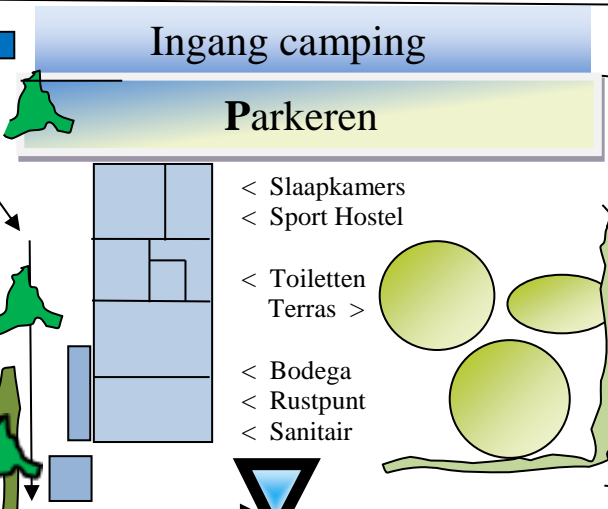 Ingang camping
Parkeren
< Slaapkamers
< Sport Hostel
< Toiletten
Terras >
< Bodega
< Rustpunt
< Sanitair